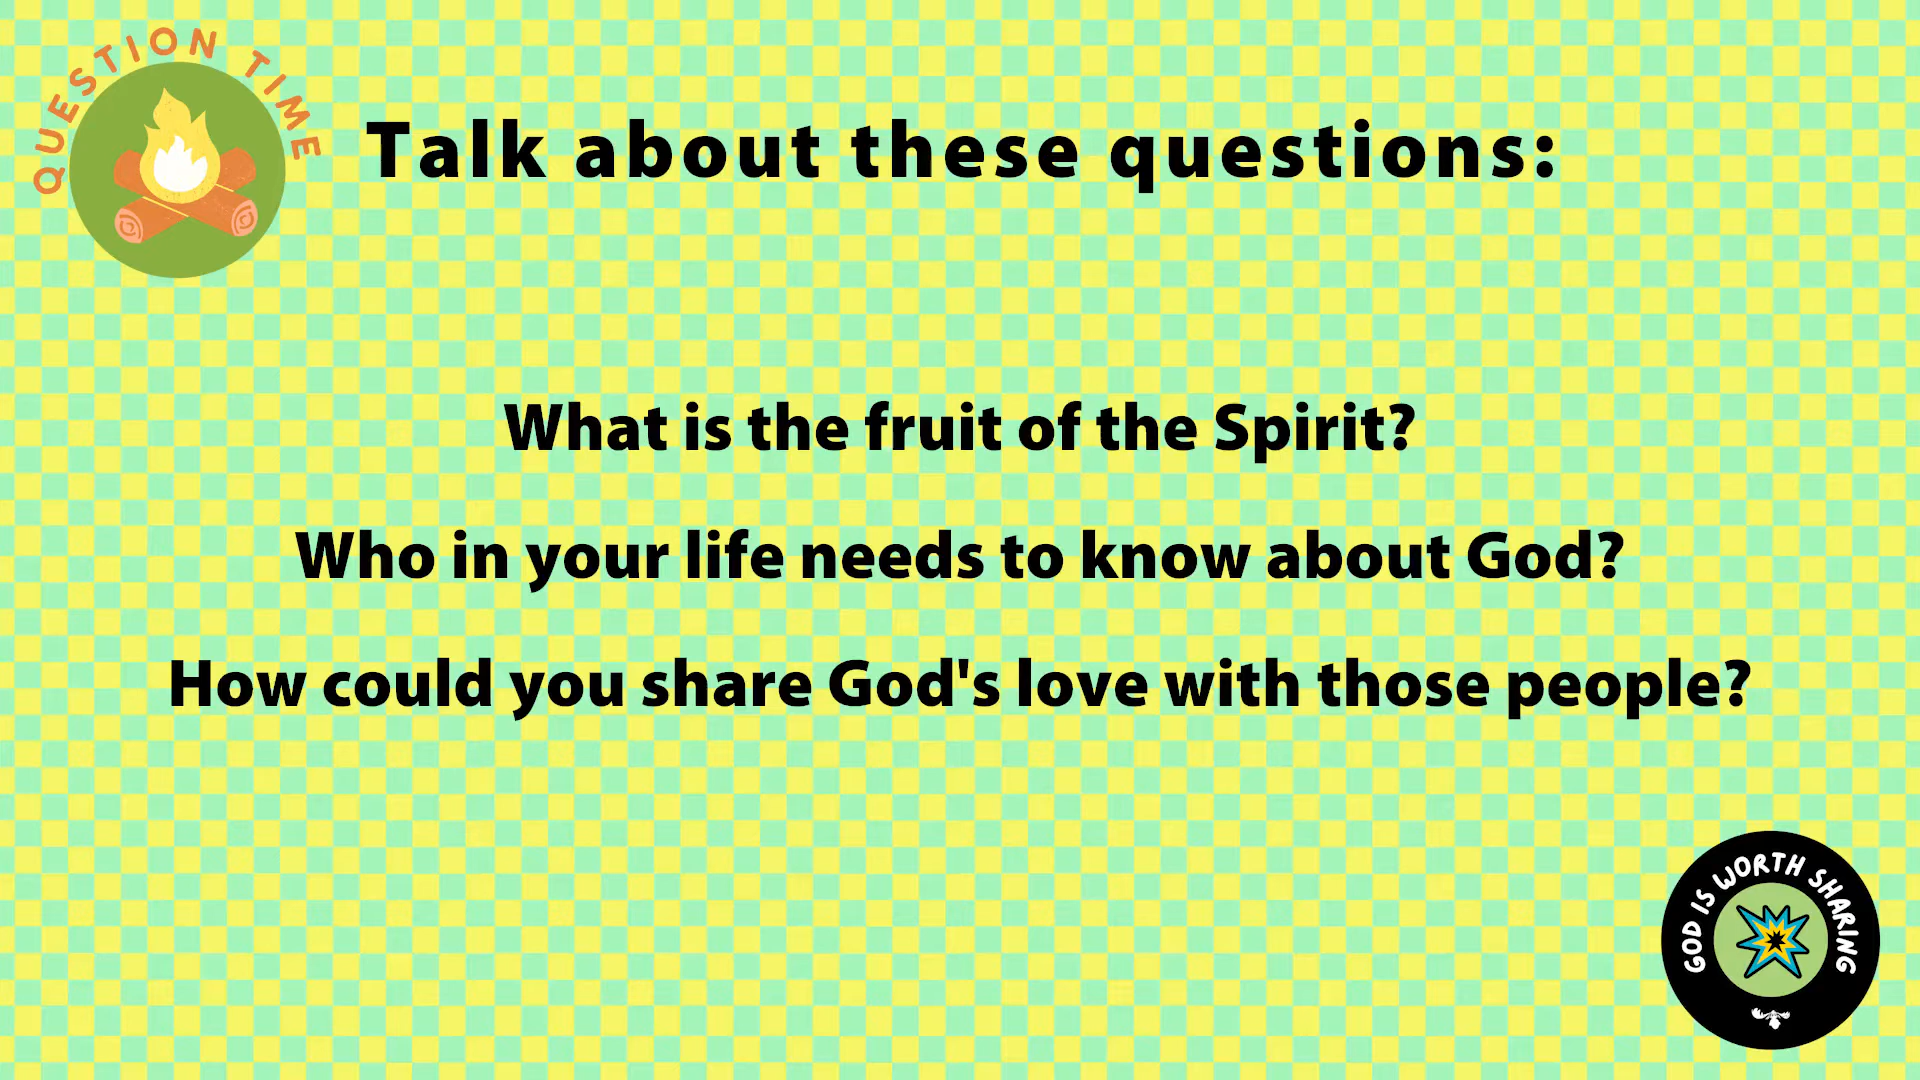 QUESTION TIME
Talk about these questions:
What is the fruit of the Spirit?
Who in your life needs to know about God?
How could you share God's love with those people?
GOD IS WORTH SHARING